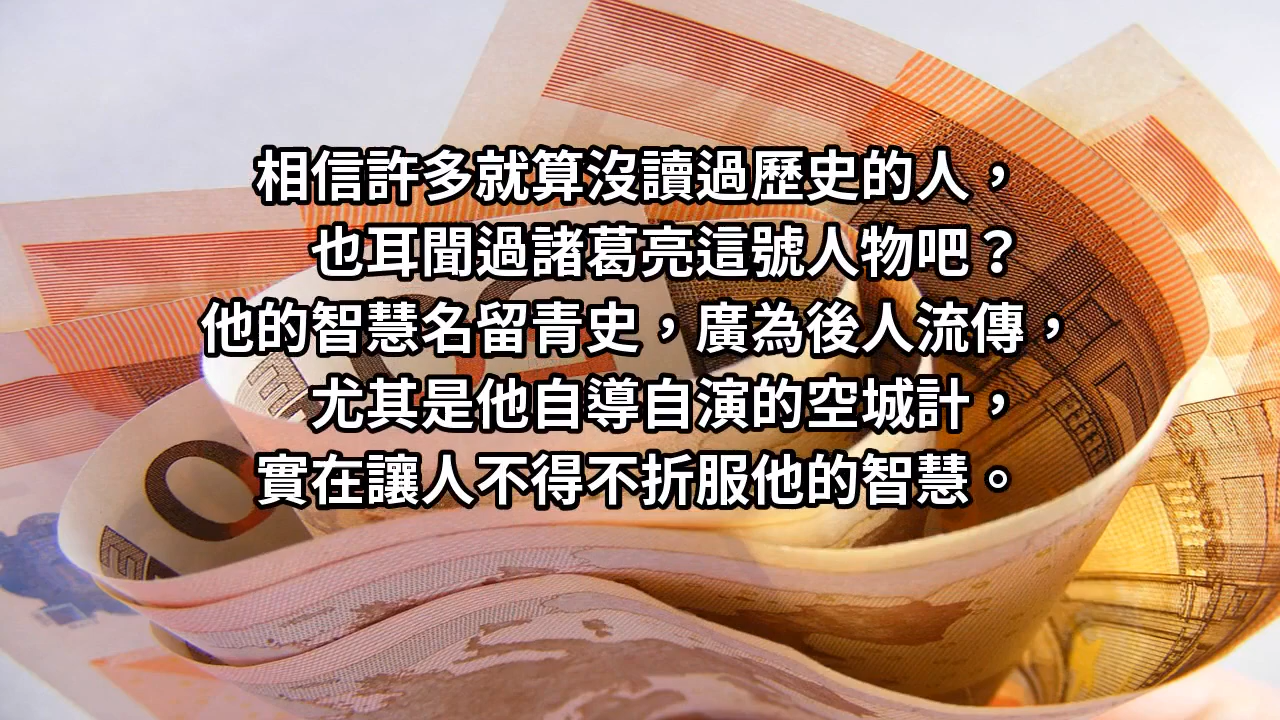 相信許多就算沒讀過歷史的人，
也耳聞過諸葛亮這號人物吧？
他的智慧名留青史，廣為後人流傳，
尤其是他自導自演的空城計，
實在讓人不得不折服他的智慧。